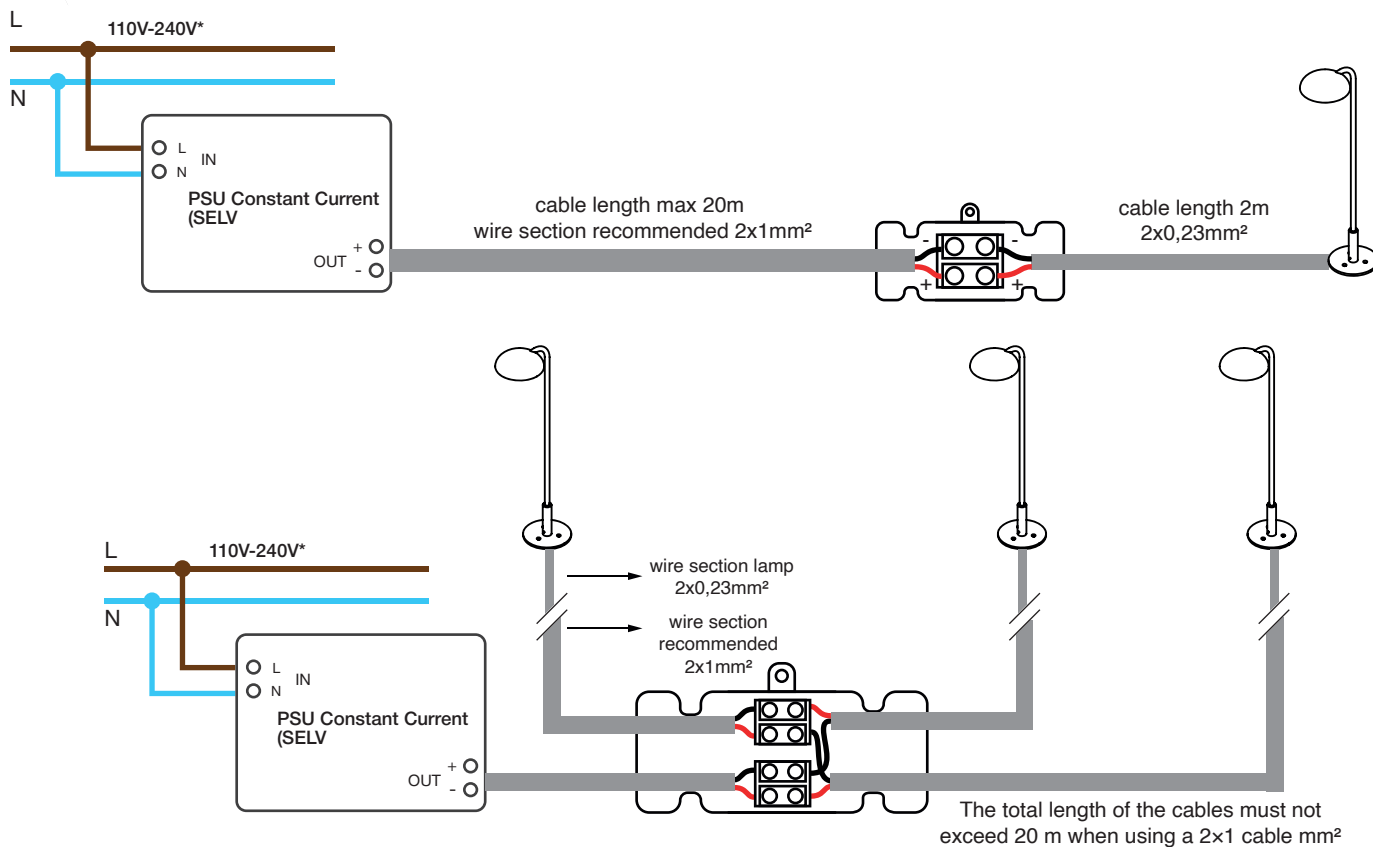 L
110V-240V*
N
L
IN
N
PSU Constant Current
(SELV
+
OUT
-
cable length max 20m
wire section recommended 2x1mm²
-
-
+
+
cable length 2m
2x0,23mm²
wire section lamp
2x0,23mm²
wire section
recommended
2x1mm²
L
110V-240V*
N
L
IN
N
PSU Constant Current
(SELV
+
OUT
-
The total length of the cables must not
exceed 20 m when using a 2×1 cable mm²